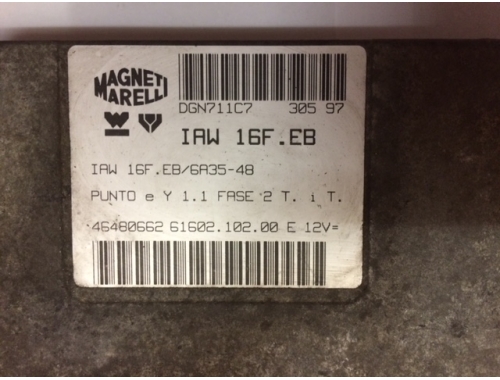 MAGNETI
MARELLI
DGN711C7 305 97
IAW 16F.EB
IAW 16F.EB/6A35-48
PUNTO e Y 1.1 FASE 2 T. i T.
46480662 61602.102.00 E 12V=